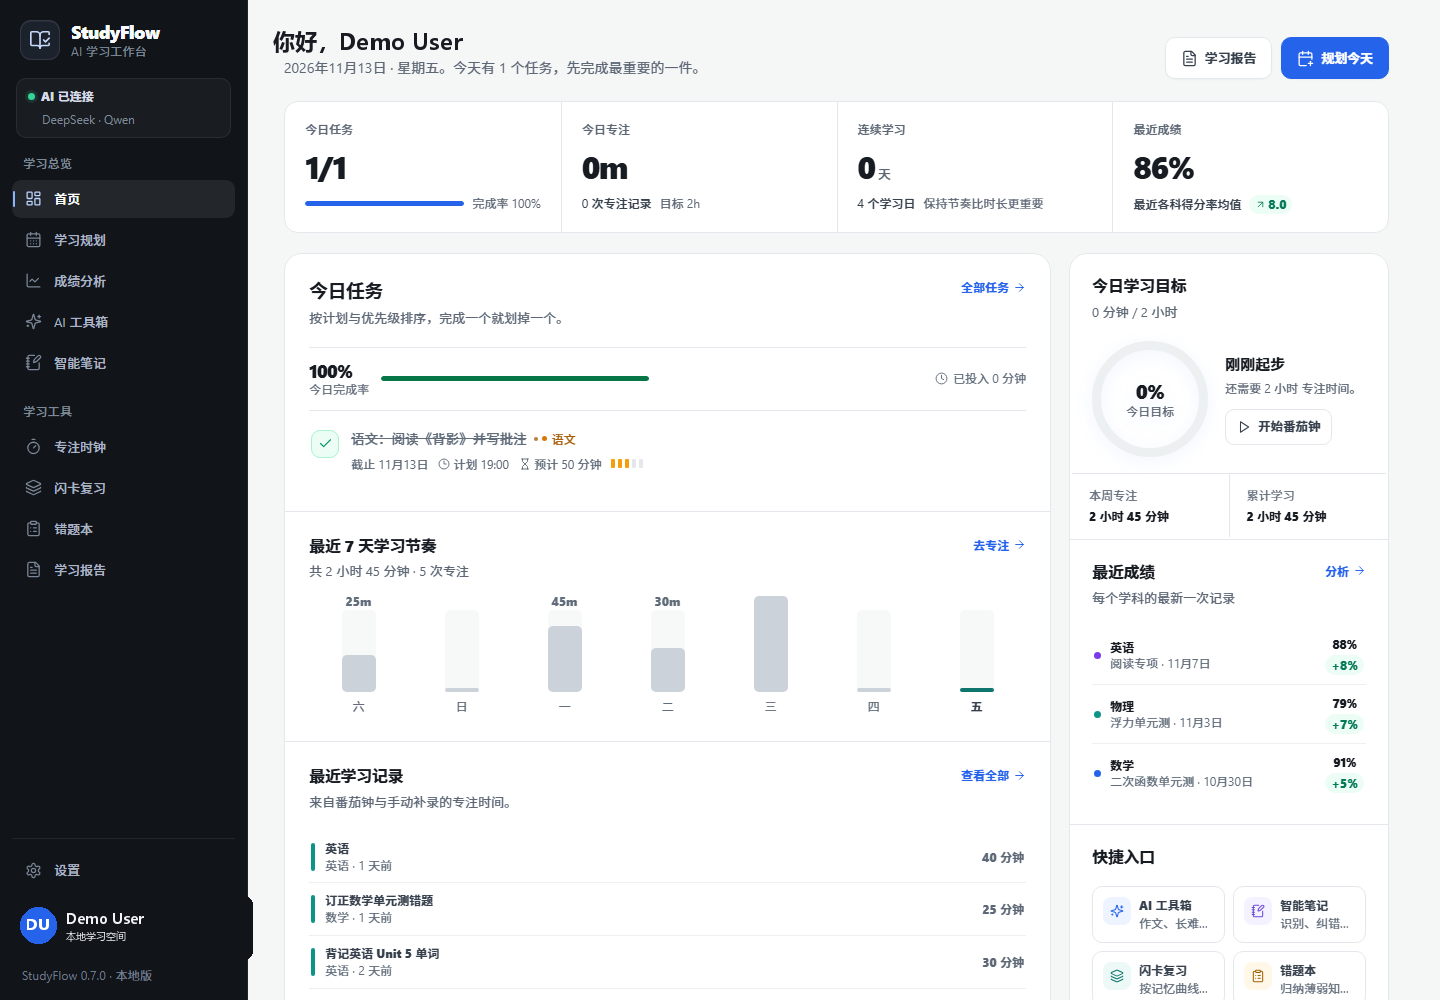 StudyFlow
AI 学习工作台
AI 已连接
DeepSeek · Qwen
学习总览
首页
学习规划
成绩分析
AI 工具箱
智能笔记
学习工具
专注时钟
闪卡复习
错题本
学习报告
设置
DU
Demo User
本地学习空间
StudyFlow 0.7.0 · 本地版
你好，Demo User
2026年11月13日 · 星期五。今天有 1 个任务，先完成最重要的一件。
学习报告
规划今天
今日任务
1/1
完成率 100%
今日专注
0m
0 次专注记录 目标 2h
连续学习
0 天
4 个学习日 保持节奏比时长更重要
最近成绩
86%
最近各科得分率均值 8.0
今日任务
全部任务
按计划与优先级排序，完成一个就划掉一个。
100%
今日完成率
已投入 0 分钟
语文：阅读《背影》并写批注 语文
截止 11月13日 计划 19:00 预计 50 分钟
最近 7 天学习节奏
去专注
共 2 小时 45 分钟 · 5 次专注
25m 45m 30m
六 日 一 二 三 四 五
最近学习记录
查看全部
来自番茄钟与手动补录的专注时间。
英语
英语 · 1 天前
40 分钟
订正数学单元测错题
数学 · 1 天前
25 分钟
背记英语 Unit 5 单词
英语 · 2 天前
30 分钟
今日学习目标
0 分钟 / 2 小时
0%
今日目标
刚刚起步
还需要 2 小时 专注时间。
开始番茄钟
本周专注
2 小时 45 分钟
累计学习
2 小时 45 分钟
最近成绩
分析
每个学科的最新一次记录
英语
阅读专项 · 11月7日
88%
+8%
物理
浮力单元测 · 11月3日
79%
+7%
数学
二次函数单元测 · 10月30日
91%
+5%
快捷入口
AI 工具箱
作文、长难...
智能笔记
识别、纠错...
闪卡复习
按记忆曲线...
错题本
归纳薄弱知...